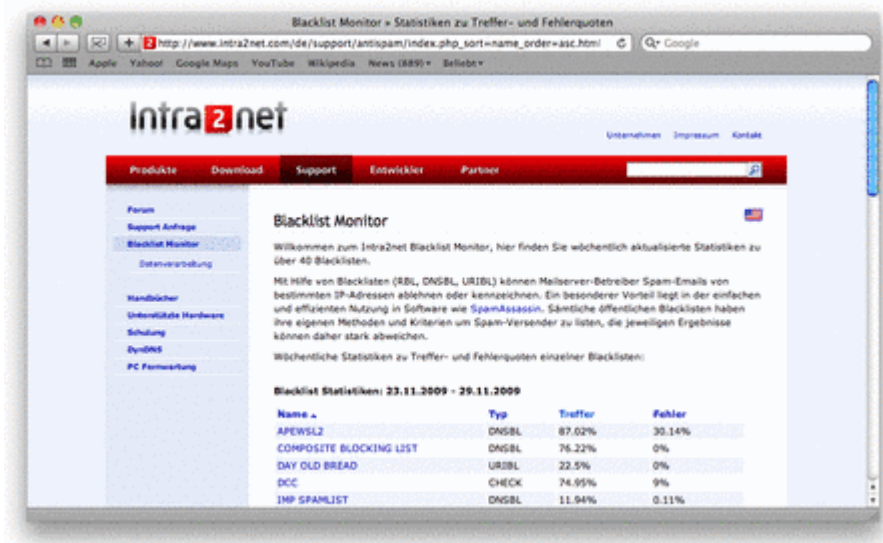 Blacklist Monitor » Statistiken zu Treffer- und Fehlerquoten
http://www.intra2net.com/de/support/antispam/index.php_sort=name_order=asc.html
Google
Apple Yahoo! Google Maps YouTube Wikipedia News (889) Beliebt
Intra2net
Unternehmen Impressum Kontakt
Produkte Download Support Entwickler Partner
Forum
Support Anfrage
Blacklist Monitor
Datenverarbeitung
Handbücher
Unterstützte Hardware
Schulung
DynDNS
PC Fernwartung
Blacklist Monitor
Willkommen zum Intra2net Blacklist Monitor, hier finden Sie wöchentlich aktualisierte Statistiken zu
über 40 Blacklisten.
Mit Hilfe von Blacklisten (RBL, DNSBL, URIBL) können Mailserver-Betreiber Spam-Emails von
bestimmten IP-Adressen ablehnen oder kennzeichnen. Ein besonderer Vorteil liegt in der einfachen
und effizienten Nutzung in Software wie SpamAssassin. Sämtliche öffentlichen Blacklisten haben
ihre eigenen Methoden und Kriterien um Spam-Versender zu listen, die jeweiligen Ergebnisse
können daher stark abweichen.
Wöchentliche Statistiken zu Treffer- und Fehlerquoten einzelner Blacklisten:
Blacklist Statistiken: 23.11.2009 - 29.11.2009
Name Typ Treffer Fehler
APEWSL2 DNSBL 87.02% 30.14%
COMPOSITE BLOCKING LIST DNSBL 76.22% 0%
DAY OLD BREAD URIBL 22.5% 0%
DCC CHECK 74.95% 9%
IMP SPAMLIST DNSBL 11.94% 0.11%